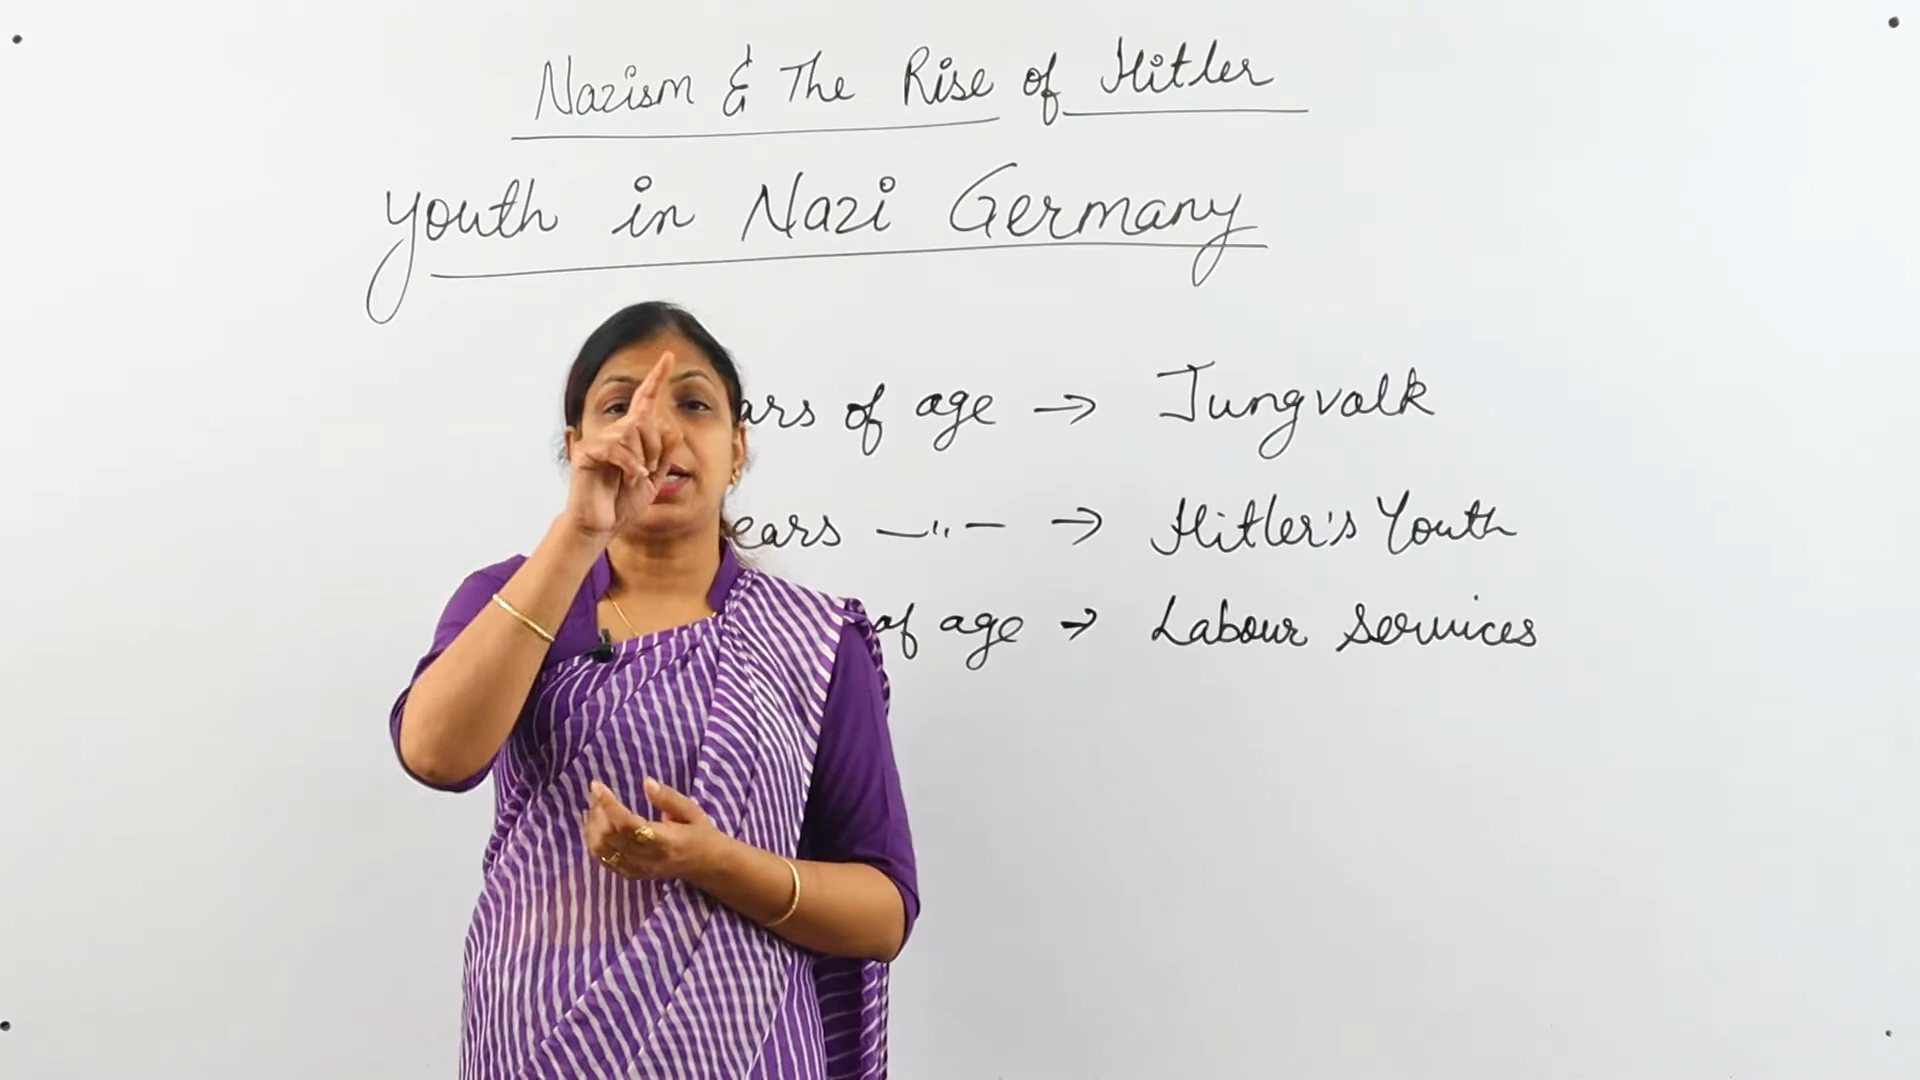 Nazism & The Rise of Hitler
Youth in Nazi Germany
ars of age → Jungvolk
ears —"— → Hitler's Youth
of age → Labour Services